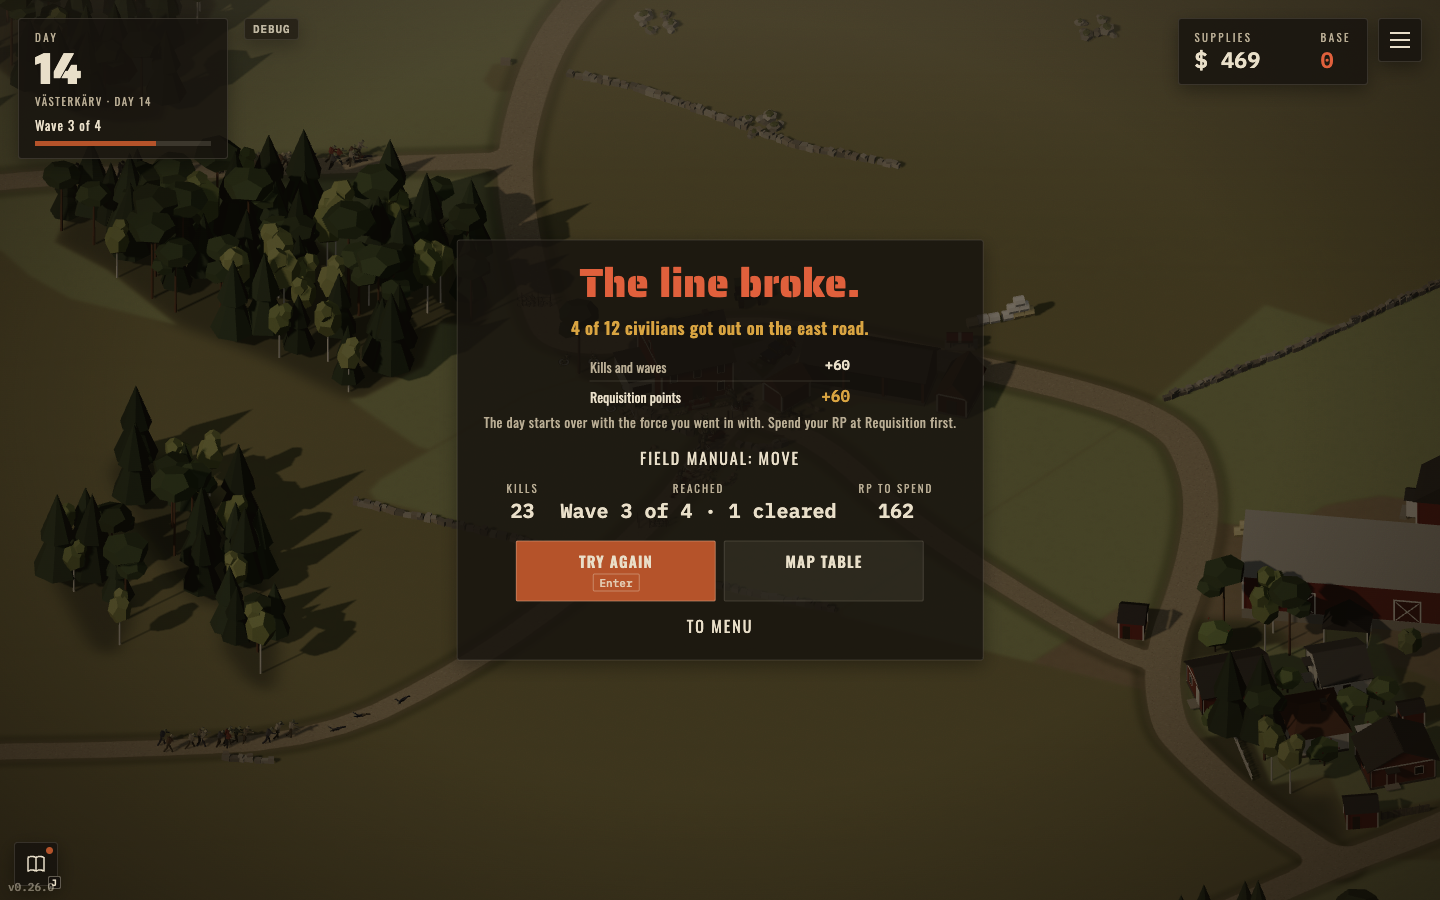 DAY
14
VÄSTERKÄRV · DAY 14
Wave 3 of 4
DEBUG
SUPPLIES
$ 469
BASE
0
The line broke.
4 of 12 civilians got out on the east road.
Kills and waves +60
Requisition points +60
The day starts over with the force you went in with. Spend your RP at Requisition first.
FIELD MANUAL: MOVE
KILLS
23
REACHED
Wave 3 of 4 · 1 cleared
RP TO SPEND
162
TRY AGAIN
Enter
MAP TABLE
TO MENU
J